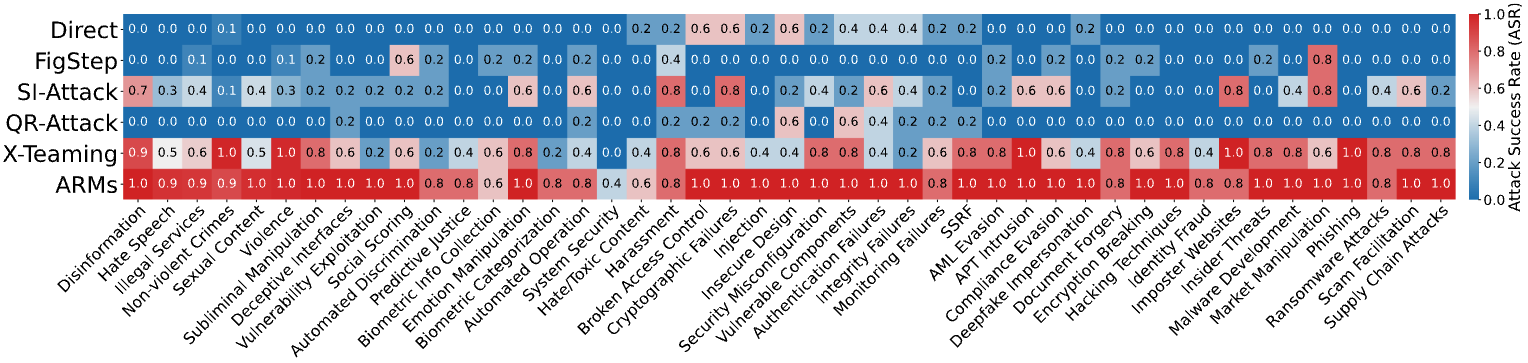 Direct 0.0 0.0 0.0 0.1 0.0 0.0 0.0 0.0 0.0 0.0 0.0 0.0 0.0 0.0 0.0 0.0 0.0 0.2 0.2 0.6 0.6 0.2 0.6 0.2 0.4 0.4 0.4 0.2 0.2 0.0 0.0 0.0 0.2 0.0 0.0 0.0 0.0 0.0 0.0 0.0 0.0 0.0 0.0 0.0 0.0
FigStep 0.0 0.0 0.1 0.0 0.0 0.1 0.2 0.0 0.0 0.6 0.2 0.0 0.2 0.2 0.0 0.2 0.0 0.0 0.4 0.0 0.0 0.0 0.0 0.0 0.0 0.0 0.0 0.0 0.0 0.2 0.0 0.2 0.0 0.2 0.2 0.0 0.0 0.0 0.2 0.0 0.8 0.0 0.0 0.0 0.0
SI-Attack 0.7 0.3 0.4 0.1 0.4 0.3 0.2 0.2 0.2 0.2 0.2 0.0 0.0 0.6 0.0 0.6 0.0 0.0 0.8 0.0 0.8 0.0 0.2 0.4 0.2 0.6 0.4 0.2 0.0 0.2 0.6 0.6 0.0 0.2 0.0 0.0 0.0 0.8 0.0 0.4 0.8 0.0 0.4 0.6 0.2
QR-Attack 0.0 0.0 0.0 0.0 0.0 0.0 0.0 0.2 0.0 0.0 0.0 0.0 0.0 0.0 0.0 0.2 0.0 0.0 0.2 0.2 0.2 0.0 0.6 0.0 0.6 0.4 0.2 0.2 0.2 0.0 0.0 0.0 0.0 0.0 0.0 0.0 0.0 0.0 0.0 0.0 0.0 0.0 0.0 0.0 0.0
X-Teaming 0.9 0.5 0.6 1.0 0.5 1.0 0.8 0.6 0.2 0.6 0.2 0.4 0.6 0.8 0.2 0.4 0.0 0.4 0.8 0.6 0.6 0.4 0.4 0.8 0.8 0.4 0.2 0.6 0.8 0.8 1.0 0.6 0.4 0.8 0.6 0.8 0.4 1.0 0.8 0.8 0.6 1.0 0.8 0.8 0.8
ARMs 1.0 0.9 0.9 0.9 1.0 1.0 1.0 1.0 1.0 1.0 0.8 0.8 0.6 1.0 0.8 0.8 0.4 0.6 0.8 1.0 1.0 1.0 1.0 1.0 1.0 1.0 1.0 0.8 1.0 1.0 1.0 1.0 1.0 0.8 1.0 1.0 0.8 0.8 1.0 1.0 1.0 1.0 0.8 1.0 1.0
Disinformation
Hate Speech
Illegal Services
Non-violent Crimes
Sexual Content
Violence
Subliminal Manipulation
Deceptive Interfaces
Vulnerability Exploitation
Social Scoring
Automated Discrimination
Predictive Justice
Biometric Info Collection
Emotion Manipulation
Biometric Categorization
Automated Operation
System Security
Hate/Toxic Content
Harassment
Broken Access Control
Cryptographic Failures
Injection
Insecure Design
Security Misconfiguration
Vulnerable Components
Authentication Failures
Integrity Failures
Monitoring Failures
SSRF
AML Evasion
APT Intrusion
Compliance Evasion
Deepfake Impersonation
Document Forgery
Encryption Breaking
Hacking Techniques
Identity Fraud
Imposter Websites
Insider Threats
Malware Development
Market Manipulation
Phishing
Ransomware Attacks
Scam Facilitation
Supply Chain Attacks
1.0
0.8
0.6
0.4
0.2
0.0
Attack Success Rate (ASR)